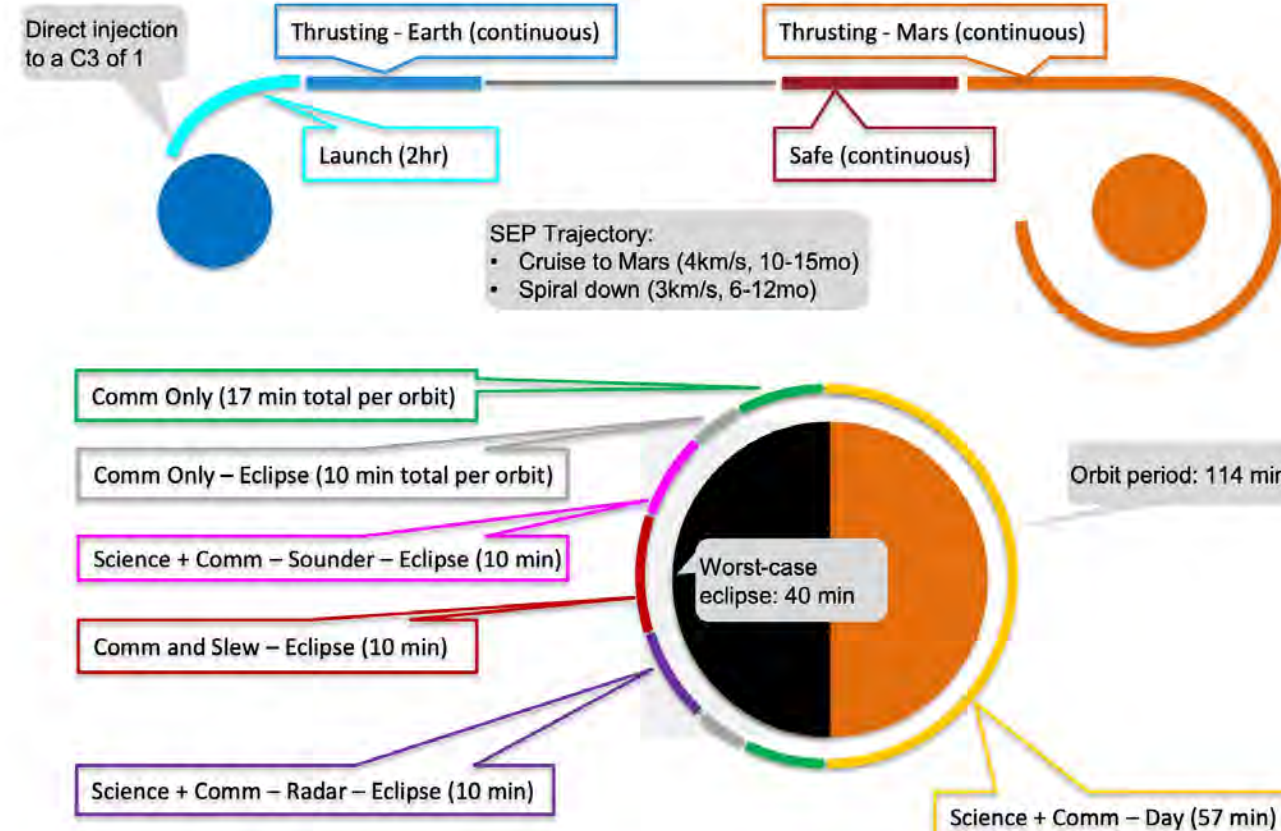 Direct injection
to a C3 of 1
Thrusting - Earth (continuous)
Thrusting - Mars (continuous)
Launch (2hr)
Safe (continuous)
SEP Trajectory:
• Cruise to Mars (4km/s, 10-15mo)
• Spiral down (3km/s, 6-12mo)
Comm Only (17 min total per orbit)
Comm Only – Eclipse (10 min total per orbit)
Orbit period: 114 min
Science + Comm – Sounder – Eclipse (10 min)
Worst-case
eclipse: 40 min
Comm and Slew – Eclipse (10 min)
Science + Comm – Radar – Eclipse (10 min)
Science + Comm – Day (57 min)